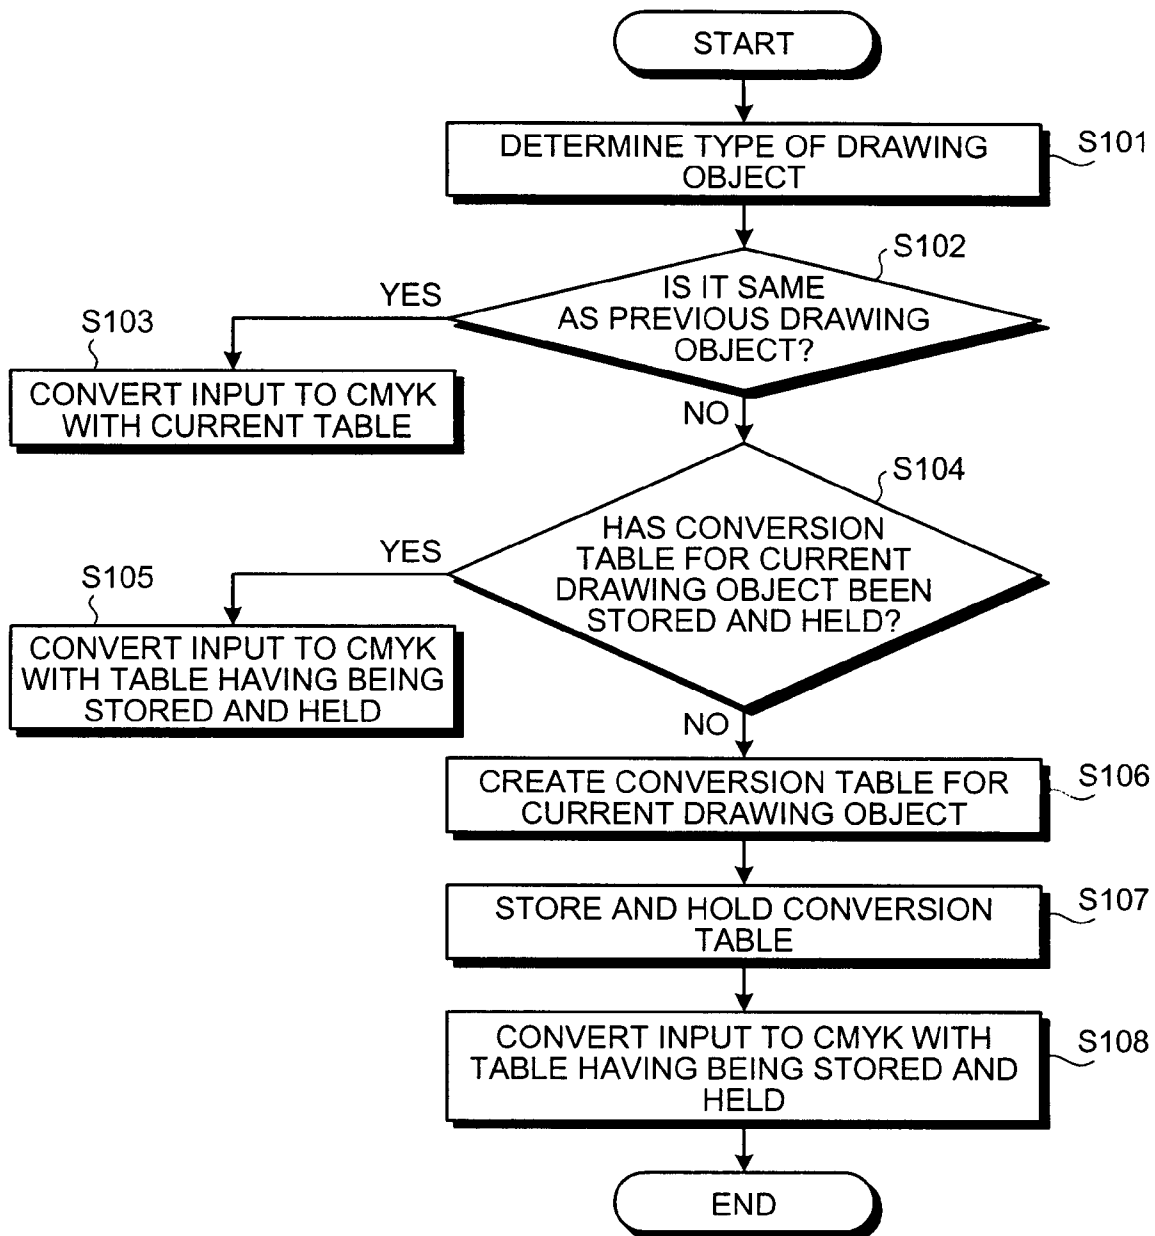 START
DETERMINE TYPE OF DRAWING
OBJECT
S101
S102
IS IT SAME
AS PREVIOUS DRAWING
OBJECT?
YES
S103
CONVERT INPUT TO CMYK
WITH CURRENT TABLE
NO
S104
HAS CONVERSION
TABLE FOR CURRENT
DRAWING OBJECT BEEN
STORED AND HELD?
YES
S105
CONVERT INPUT TO CMYK
WITH TABLE HAVING BEING
STORED AND HELD
NO
CREATE CONVERSION TABLE FOR
CURRENT DRAWING OBJECT
S106
STORE AND HOLD CONVERSION
TABLE
S107
CONVERT INPUT TO CMYK WITH
TABLE HAVING BEING STORED AND
HELD
S108
END